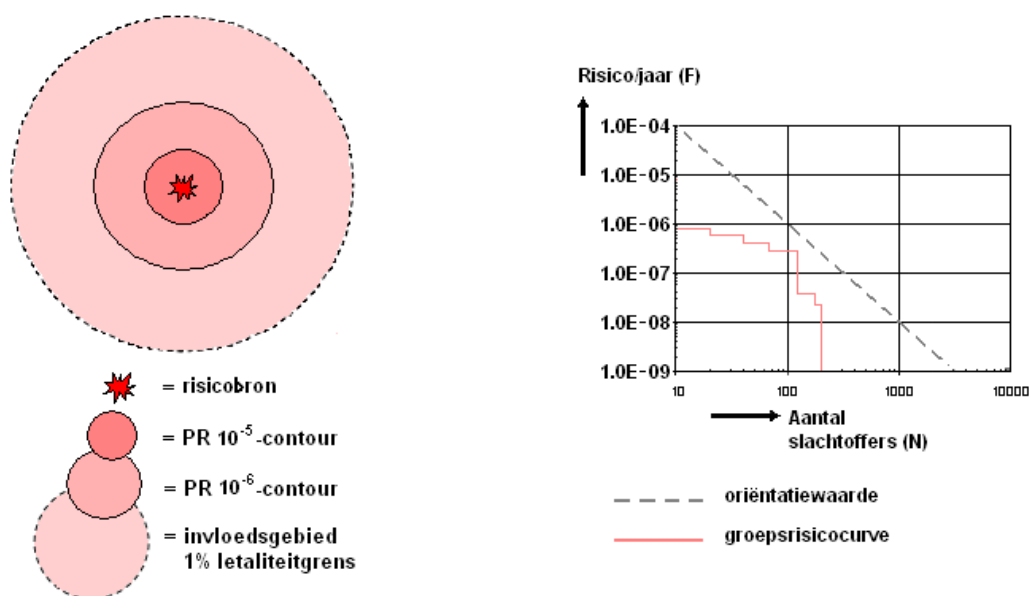 = risicobron
= PR 10-5-contour
= PR 10-6-contour
= invloedsgebied
1% letaliteitgrens
Risico/jaar (F)
1.0E-04
1.0E-05
1.0E-06
1.0E-07
1.0E-08
1.0E-09
10 100 1000 10000
Aantal
slachtoffers (N)
oriëntatiewaarde
groepsrisicocurve